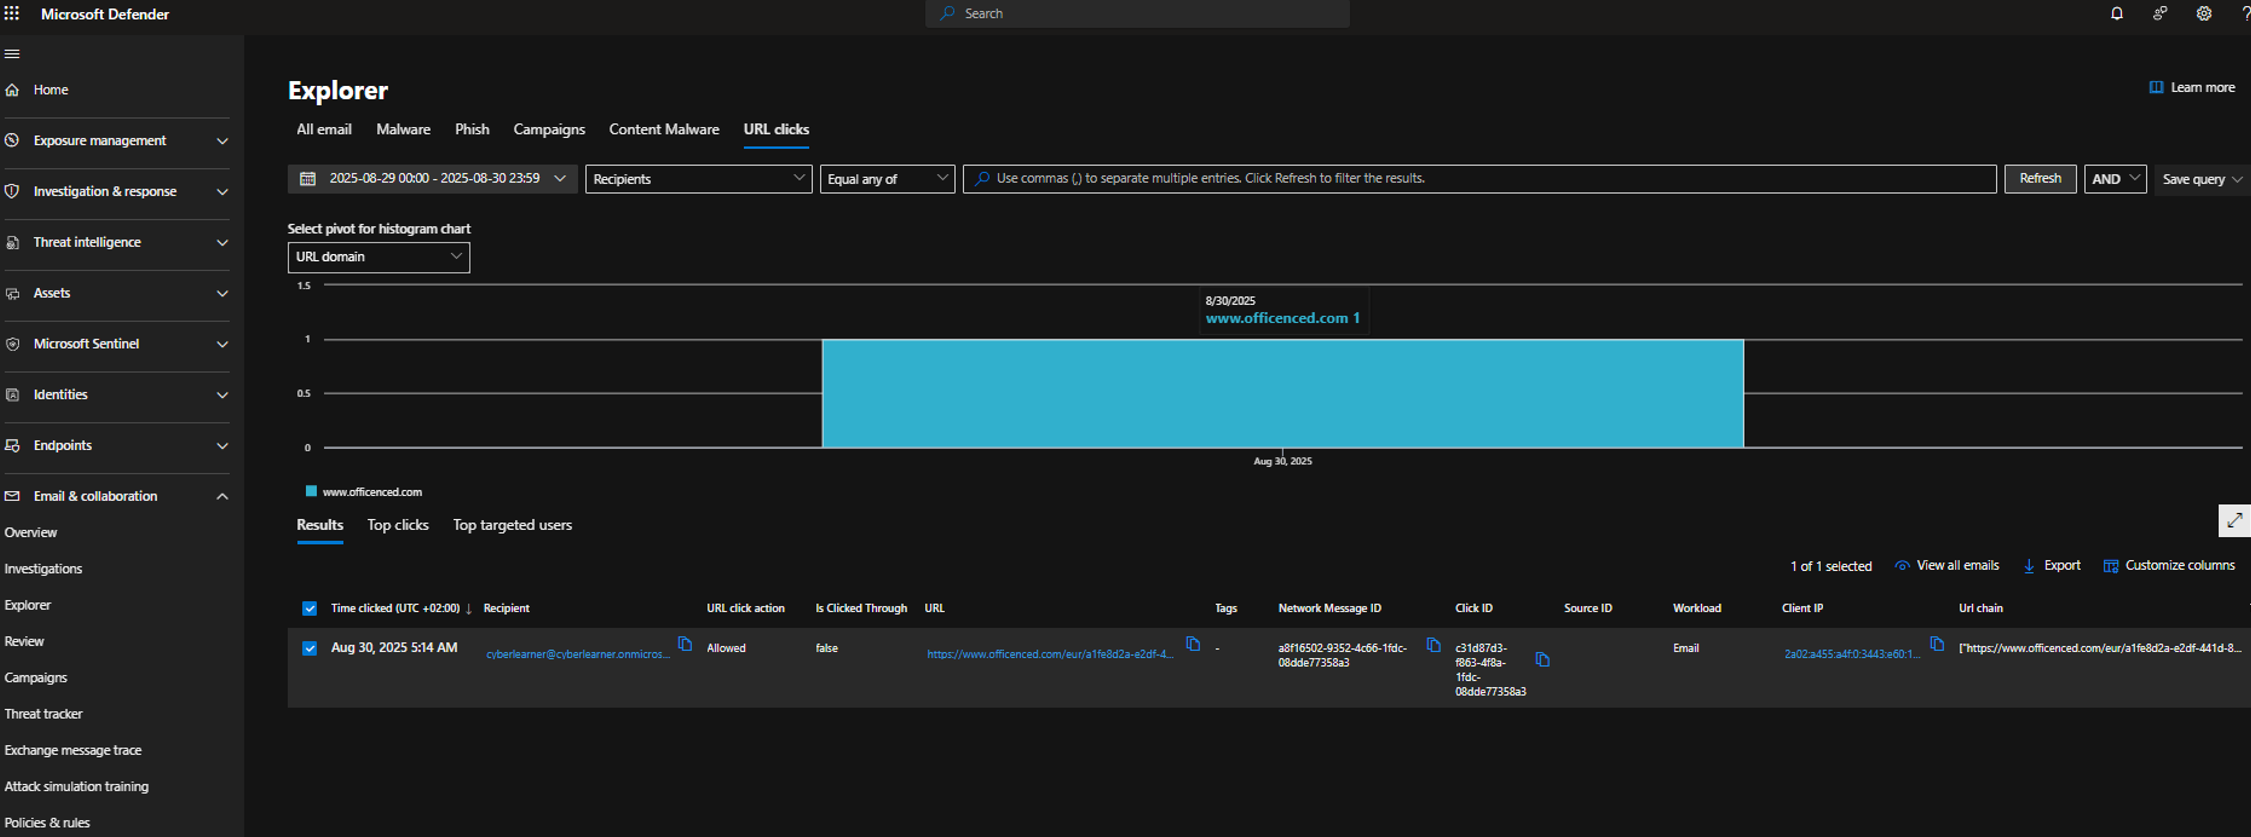 Microsoft Defender
Search
Home
Exposure management
Investigation & response
Threat intelligence
Assets
Microsoft Sentinel
Identities
Endpoints
Email & collaboration
Overview
Investigations
Explorer
Review
Campaigns
Threat tracker
Exchange message trace
Attack simulation training
Policies & rules
Explorer
Learn more
All email Malware Phish Campaigns Content Malware URL clicks
2025-08-29 00:00 - 2025-08-30 23:59 Recipients Equal any of Use commas (,) to separate multiple entries. Click Refresh to filter the results. Refresh AND Save query
Select pivot for histogram chart
URL domain
1.5
8/30/2025
www.officenced.com 1
1
0.5
0
Aug 30, 2025
www.officenced.com
Results Top clicks Top targeted users
1 of 1 selected View all emails Export Customize columns
Time clicked (UTC +02:00) ↓ Recipient URL click action Is Clicked Through URL Tags Network Message ID Click ID Source ID Workload Client IP Url chain
Aug 30, 2025 5:14 AM cyberlearner@cyberlearner.onmicros... Allowed false https://www.officenced.com/eur/a1fe8d2a-e2df-4... - a8f16502-9352-4c66-1fdc- c31d87d3- Email 2a02:a455:a4f:0:3443:e60:1... ["https://www.officenced.com/eur/a1fe8d2a-e2df-441d-8...
08dde77358a3 f863-4f8a-
1fdc-
08dde77358a3